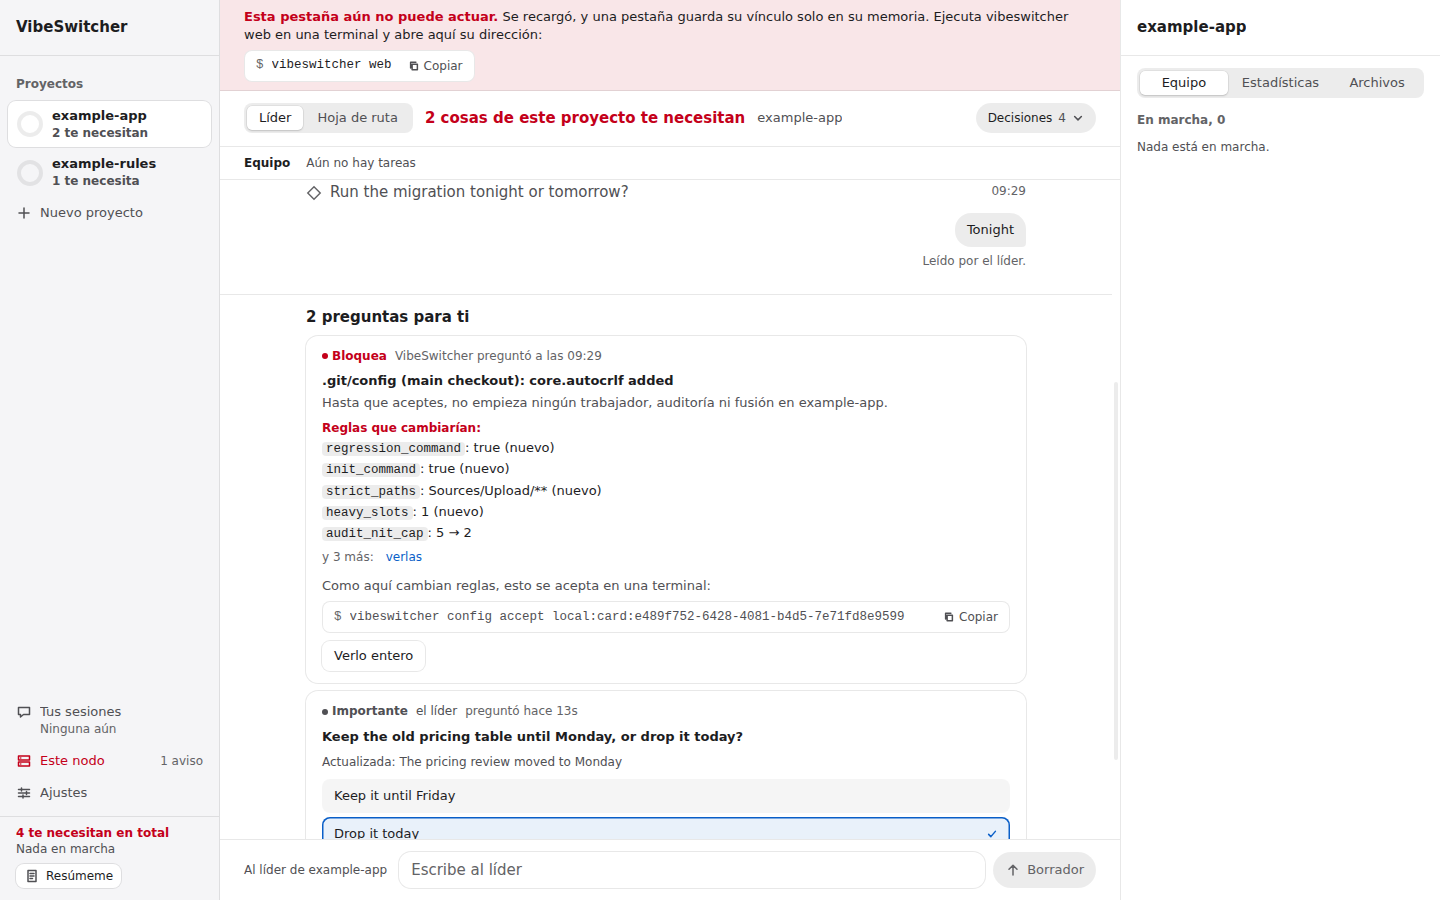 VibeSwitcher
Proyectos
example-app
2 te necesitan
example-rules
1 te necesita
Nuevo proyecto
Tus sesiones
Ninguna aún
Este nodo
1 aviso
Ajustes
4 te necesitan en total
Nada en marcha
Resúmeme
Esta pestaña aún no puede actuar. Se recargó, y una pestaña guarda su vínculo solo en su memoria. Ejecuta vibeswitcher
web en una terminal y abre aquí su dirección:
$ vibeswitcher web
Copiar
Líder
Hoja de ruta
2 cosas de este proyecto te necesitan
example-app
Decisiones 4
Equipo
Aún no hay tareas
Run the migration tonight or tomorrow?
09:29
Tonight
Leído por el líder.
2 preguntas para ti
Bloquea VibeSwitcher preguntó a las 09:29
.git/config (main checkout): core.autocrlf added
Hasta que aceptes, no empieza ningún trabajador, auditoría ni fusión en example-app.
Reglas que cambiarían:
regression_command: true (nuevo)
init_command: true (nuevo)
strict_paths: Sources/Upload/** (nuevo)
heavy_slots: 1 (nuevo)
audit_nit_cap: 5 → 2
y 3 más: verlas
Como aquí cambian reglas, esto se acepta en una terminal:
$ vibeswitcher config accept local:card:e489f752-6428-4081-b4d5-7e71fd8e9599
Copiar
Verlo entero
Importante el líder preguntó hace 13s
Keep the old pricing table until Monday, or drop it today?
Actualizada: The pricing review moved to Monday
Keep it until Friday
Drop it today
Al líder de example-app
Escribe al líder
Borrador
example-app
Equipo
Estadísticas
Archivos
En marcha, 0
Nada está en marcha.